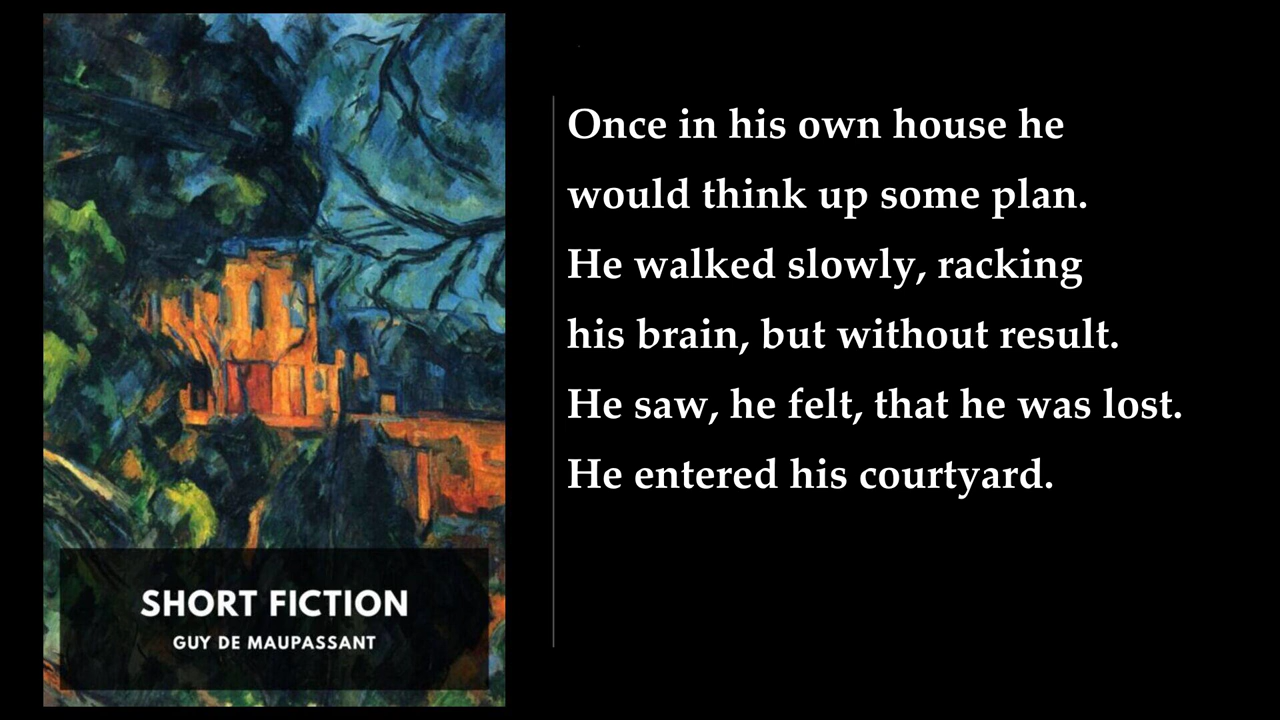 Once in his own house he
would think up some plan.
He walked slowly, racking
his brain, but without result.
He saw, he felt, that he was lost.
He entered his courtyard.
SHORT FICTION
GUY DE MAUPASSANT